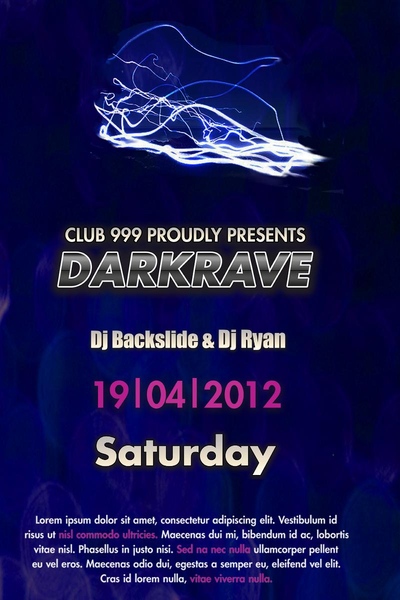 CLUB 999 PROUDLY PRESENTS
DARKRAVE
Dj Backslide & Dj Ryan
19|04|2012
Saturday
Lorem ipsum dolor sit amet, consectetur adipiscing elit. Vestibulum id
risus ut nisl commodo ultricies. Maecenas dui mi, bibendum id ac, lobortis
vitae nisl. Phasellus in justo nisi. Sed na nec nulla ullamcorper pellent
eu vel eros. Maecenas odio dui, egestas a semper eu, eleifend vel elit.
Cras id lorem nulla, vitae viverra nulla.